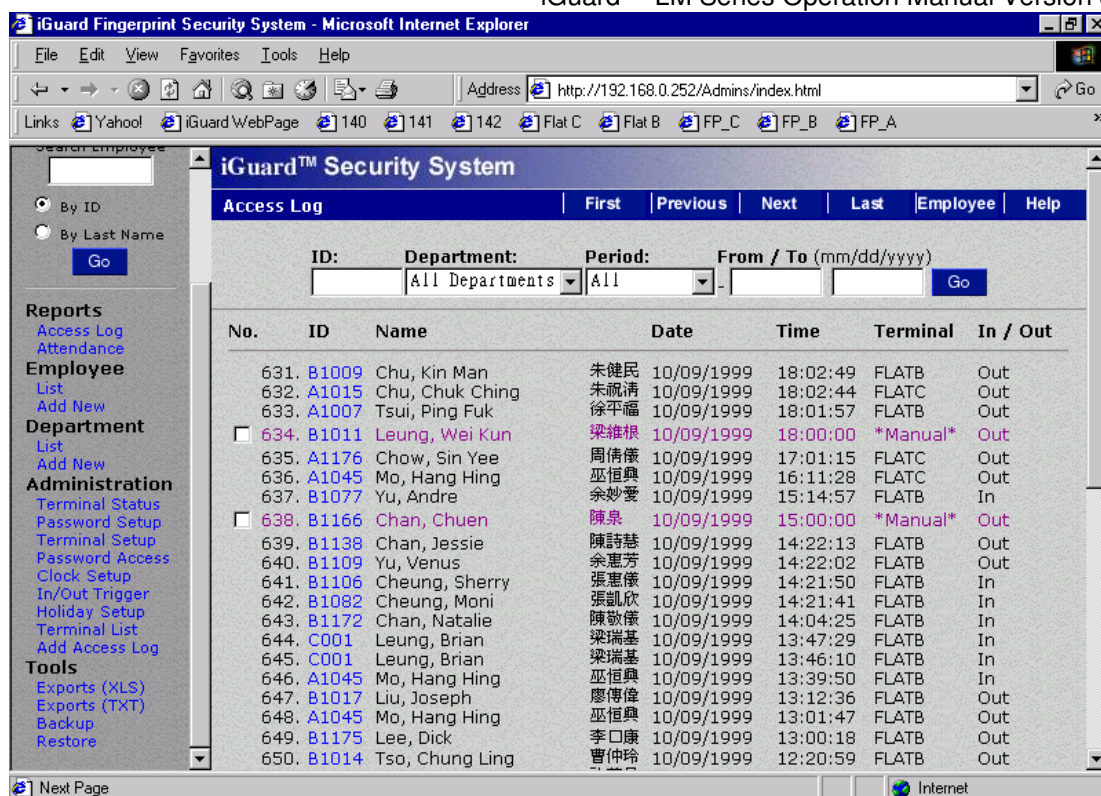 iGuard™ LM Series Operation Manual Version
iGuard Fingerprint Security System - Microsoft Internet Explorer
File Edit View Favorites Tools Help
Address http://192.168.0.252/Admins/index.html Go
Links Yahoo! iGuard WebPage 140 141 142 Flat C Flat B FP_C FP_B FP_A
Search Employee
By ID
By Last Name
Go
Reports
Access Log
Attendance
Employee
List
Add New
Department
List
Add New
Administration
Terminal Status
Password Setup
Terminal Setup
Password Access
Clock Setup
In/Out Trigger
Holiday Setup
Terminal List
Add Access Log
Tools
Exports (XLS)
Exports (TXT)
Backup
Restore
iGuard™ Security System
Access Log First Previous Next Last Employee Help
ID: Department: Period: From / To (mm/dd/yyyy)
All Departments All - Go
No. ID Name Date Time Terminal In / Out
631. B1009 Chu, Kin Man 朱健民 10/09/1999 18:02:49 FLATB Out
632. A1015 Chu, Chuk Ching 朱祝清 10/09/1999 18:02:44 FLATC Out
633. A1007 Tsui, Ping Fuk 徐平福 10/09/1999 18:01:57 FLATB Out
634. B1011 Leung, Wei Kun 梁維根 10/09/1999 18:00:00 *Manual* Out
635. A1176 Chow, Sin Yee 周倩儀 10/09/1999 17:01:15 FLATC Out
636. A1045 Mo, Hang Hing 巫恒興 10/09/1999 16:11:28 FLATC Out
637. B1077 Yu, Andre 余妙愛 10/09/1999 15:14:57 FLATB In
638. B1166 Chan, Chuen 陳泉 10/09/1999 15:00:00 *Manual* Out
639. B1138 Chan, Jessie 陳詩慧 10/09/1999 14:22:13 FLATB Out
640. B1109 Yu, Venus 余惠芳 10/09/1999 14:22:02 FLATB Out
641. B1106 Cheung, Sherry 張惠儀 10/09/1999 14:21:50 FLATB In
642. B1082 Cheung, Moni 張凱欣 10/09/1999 14:21:41 FLATB In
643. B1172 Chan, Natalie 陳敬儀 10/09/1999 14:04:25 FLATB In
644. C001 Leung, Brian 梁瑞基 10/09/1999 13:47:29 FLATB In
645. C001 Leung, Brian 梁瑞基 10/09/1999 13:46:10 FLATB In
646. A1045 Mo, Hang Hing 巫恒興 10/09/1999 13:39:50 FLATB In
647. B1017 Liu, Joseph 廖傳偉 10/09/1999 13:12:36 FLATB Out
648. A1045 Mo, Hang Hing 巫恒興 10/09/1999 13:01:47 FLATB Out
649. B1175 Lee, Dick 李口康 10/09/1999 13:00:18 FLATB Out
650. B1014 Tso, Chung Ling 曹仲玲 10/09/1999 12:20:59 FLATB Out
Next Page Internet